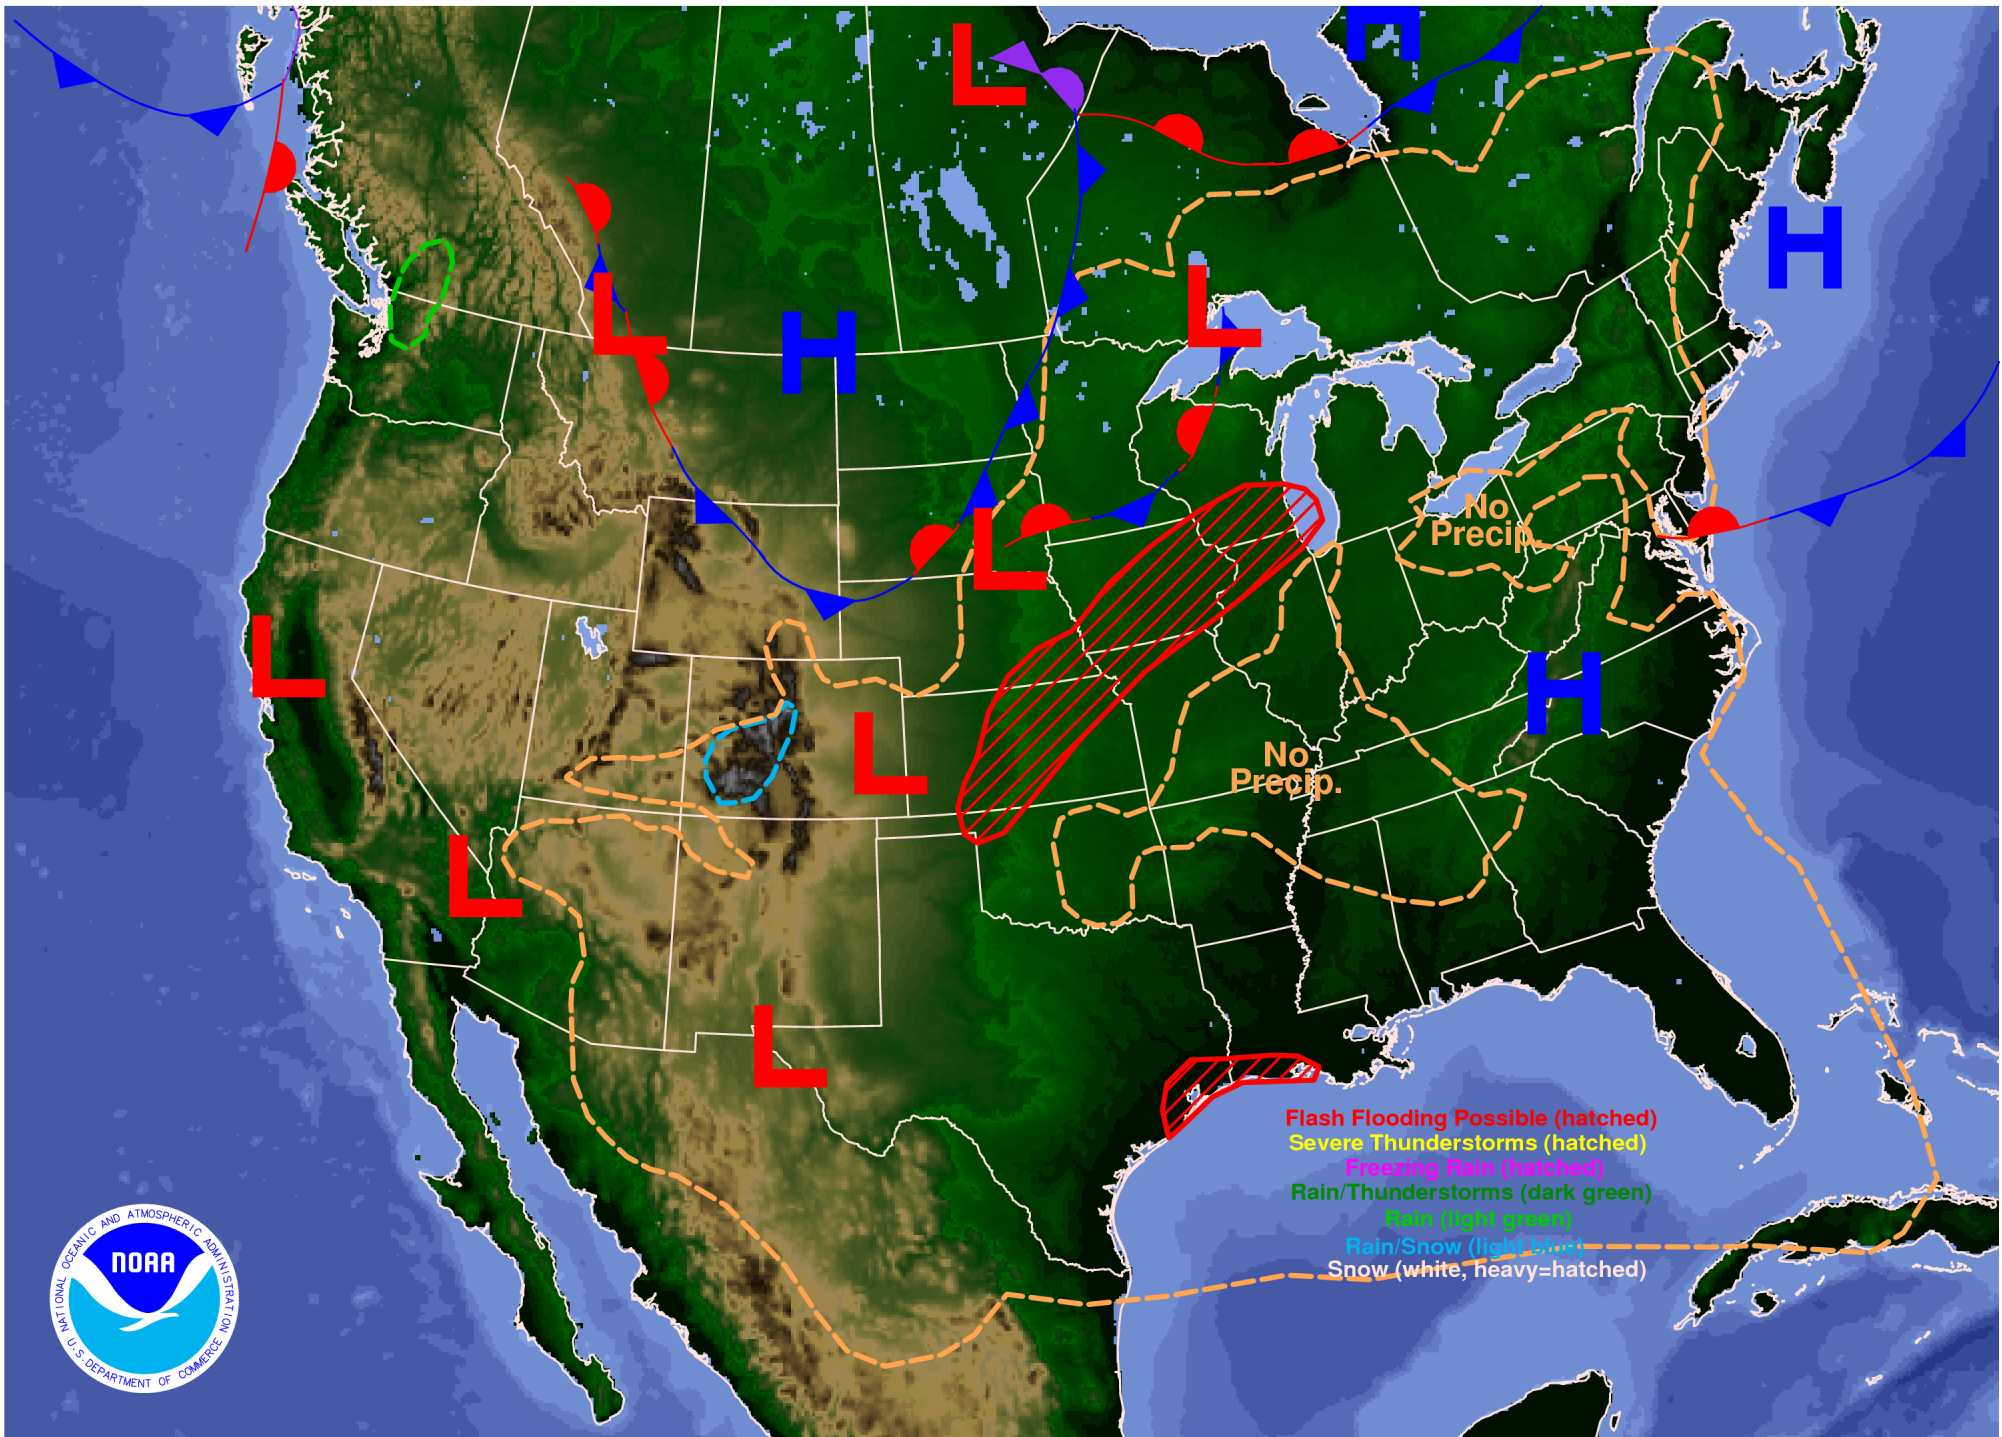 L
H
H
L
L
H
No
Precip.
L
L
H
L
No
Precip.
L
L
Flash Flooding Possible (hatched)
Severe Thunderstorms (hatched)
Freezing Rain (hatched)
Rain/Thunderstorms (dark green)
Rain (light green)
Rain/Snow (light blue)
Snow (white, heavy=hatched)
NATIONAL OCEANIC AND ATMOSPHERIC ADMINISTRATION
NOAA
U.S. DEPARTMENT OF COMMERCE